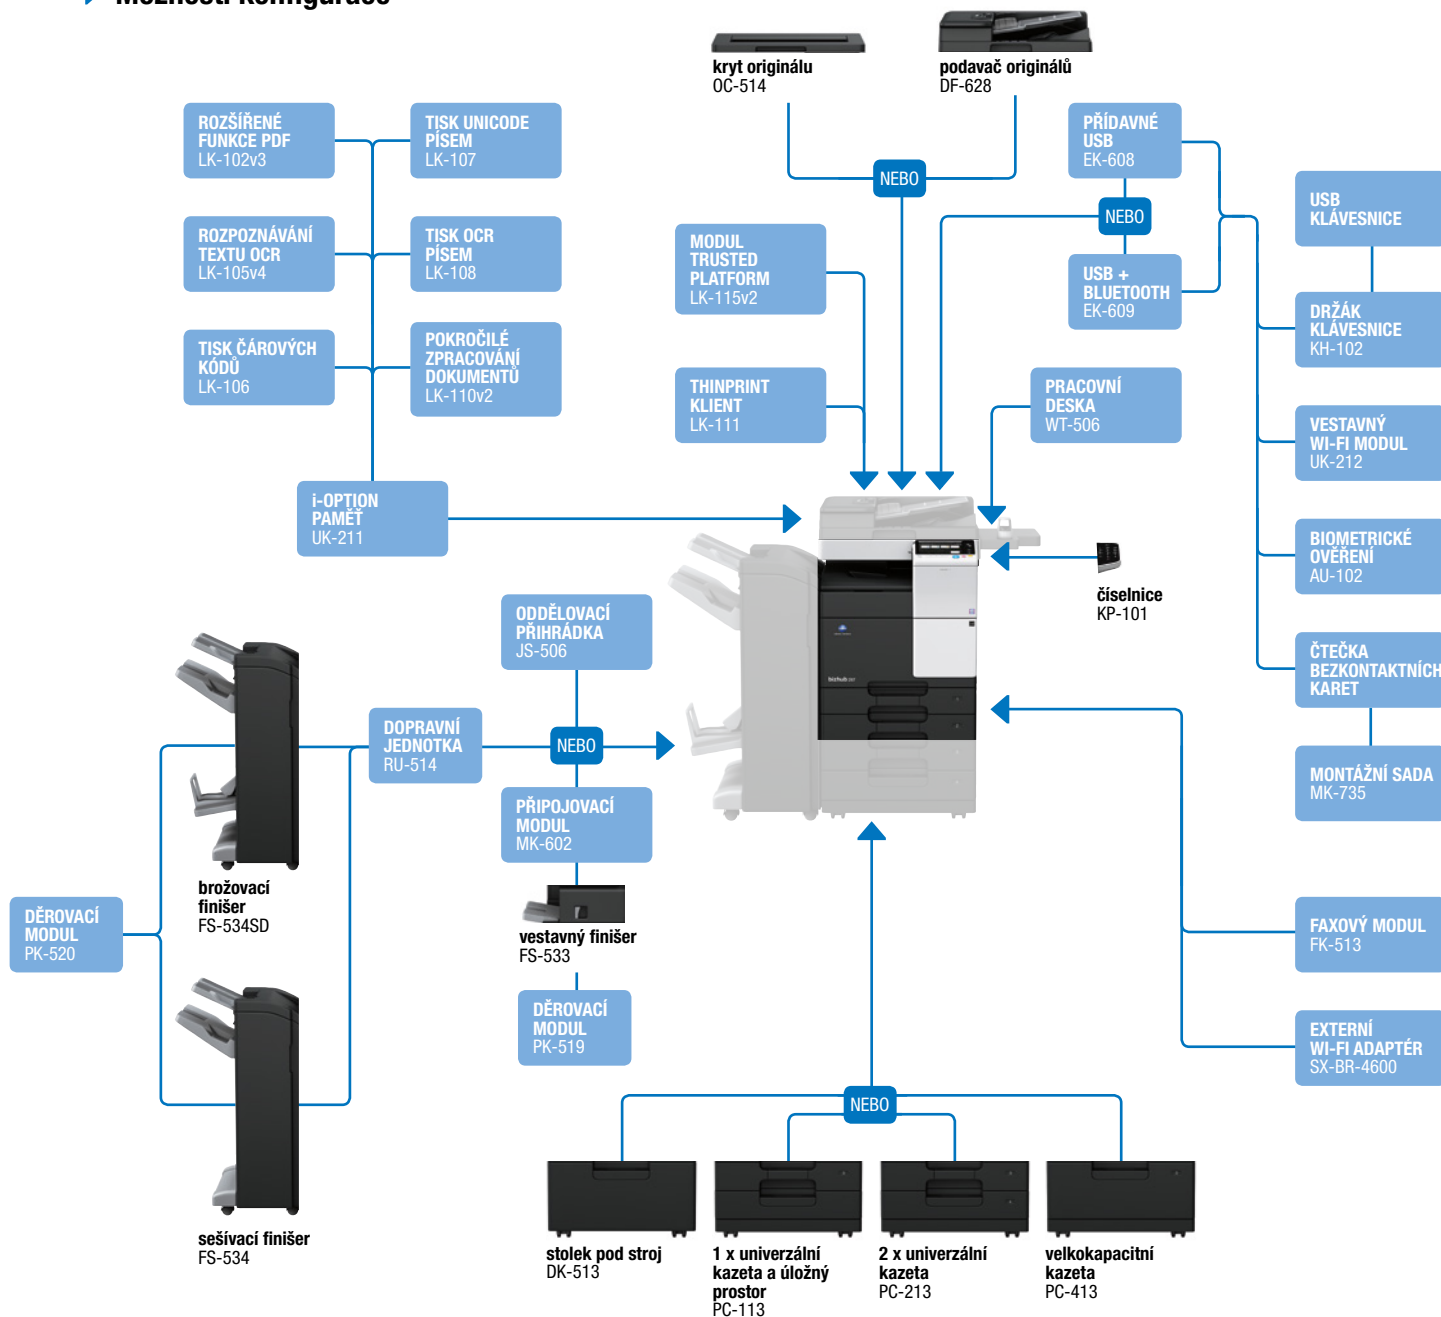 Možnosti konfigurace
kryt originálu
OC-514
podavač originálů
DF-628
ROZŠÍŘENÉ
FUNKCE PDF
LK-102v3
TISK UNICODE
PÍSEM
LK-107
PŘÍDAVNÉ
USB
EK-608
NEBO
USB
KLÁVESNICE
NEBO
ROZPOZNÁVÁNÍ
TEXTU OCR
LK-105v4
TISK OCR
PÍSEM
LK-108
MODUL
TRUSTED
PLATFORM
LK-115v2
USB +
BLUETOOTH
EK-609
DRŽÁK
KLÁVESNICE
KH-102
TISK ČÁROVÝCH
KÓDŮ
LK-106
POKROČILÉ
ZPRACOVÁNÍ
DOKUMENTŮ
LK-110v2
THINPRINT
KLIENT
LK-111
PRACOVNÍ
DESKA
WT-506
VESTAVNÝ
WI-FI MODUL
UK-212
i-OPTION
PAMĚŤ
UK-211
BIOMETRICKÉ
OVĚŘENÍ
AU-102
číselnice
KP-101
ODDĚLOVACÍ
PŘIHRÁDKA
JS-506
ČTEČKA
BEZKONTAKTNÍCH
KARET
bizhub
DOPRAVNÍ
JEDNOTKA
RU-514
NEBO
MONTÁŽNÍ SADA
MK-735
PŘIPOJOVACÍ
MODUL
MK-602
brožovací
finišer
FS-534SD
DĚROVACÍ
MODUL
PK-520
vestavný finišer
FS-533
FAXOVÝ MODUL
FK-513
DĚROVACÍ
MODUL
PK-519
EXTERNÍ
WI-FI ADAPTÉR
SX-BR-4600
NEBO
sešívací finišer
FS-534
stolek pod stroj
DK-513
1 x univerzální
kazeta a úložný
prostor
PC-113
2 x univerzální
kazeta
PC-213
velkokapacitní
kazeta
PC-413